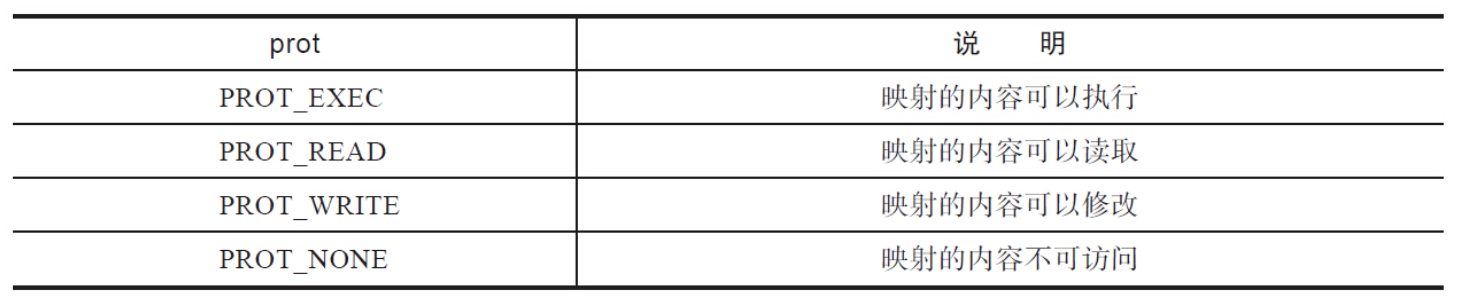 prot 说 明
PROT_EXEC 映射的内容可以执行
PROT_READ 映射的内容可以读取
PROT_WRITE 映射的内容可以修改
PROT_NONE 映射的内容不可访问